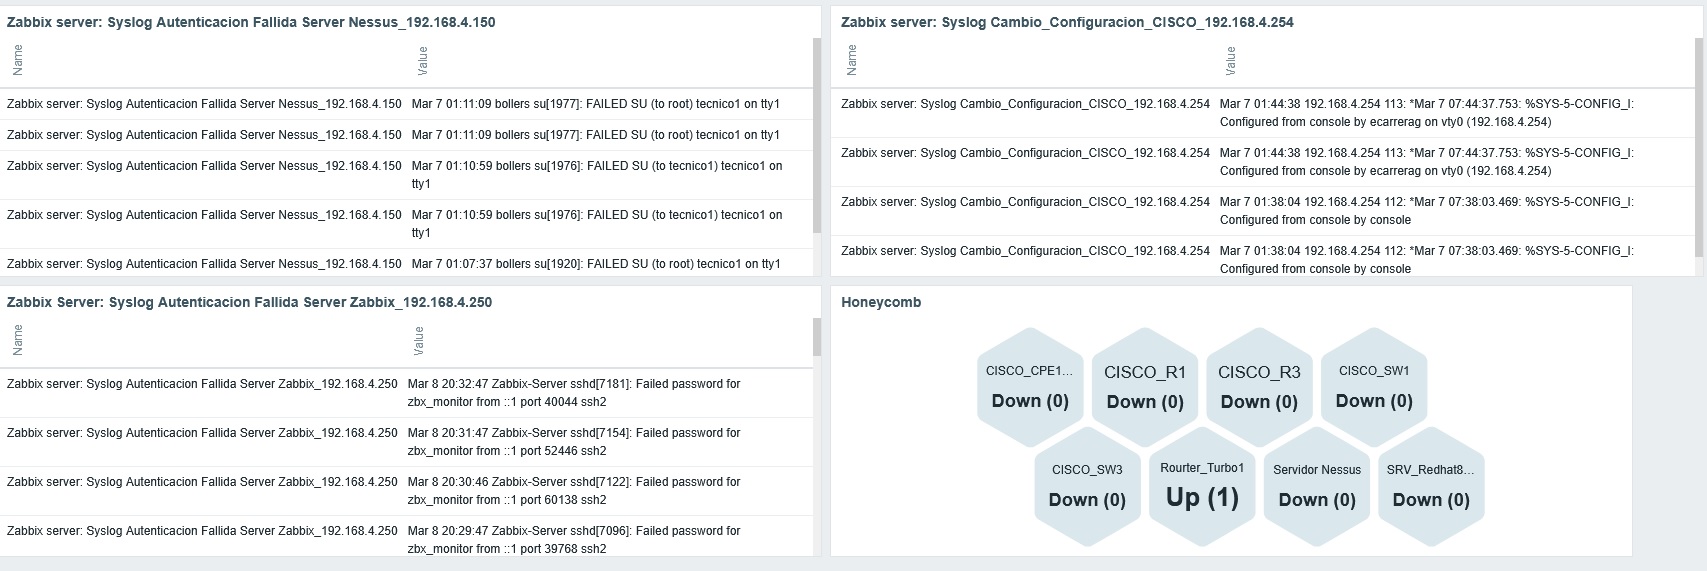 Zabbix server: Syslog Autenticacion Fallida Server Nessus_192.168.4.150
Name
Value
Zabbix server: Syslog Autenticacion Fallida Server Nessus_192.168.4.150 Mar 7 01:11:09 bollers su[1977]: FAILED SU (to root) tecnico1 on tty1
Zabbix server: Syslog Autenticacion Fallida Server Nessus_192.168.4.150 Mar 7 01:11:09 bollers su[1977]: FAILED SU (to root) tecnico1 on tty1
Zabbix server: Syslog Autenticacion Fallida Server Nessus_192.168.4.150 Mar 7 01:10:59 bollers su[1976]: FAILED SU (to tecnico1) tecnico1 on
tty1
Zabbix server: Syslog Autenticacion Fallida Server Nessus_192.168.4.150 Mar 7 01:10:59 bollers su[1976]: FAILED SU (to tecnico1) tecnico1 on
tty1
Zabbix server: Syslog Autenticacion Fallida Server Nessus_192.168.4.150 Mar 7 01:07:37 bollers su[1920]: FAILED SU (to root) tecnico1 on tty1
Zabbix server: Syslog Cambio_Configuracion_CISCO_192.168.4.254
Name
Value
Zabbix server: Syslog Cambio_Configuracion_CISCO_192.168.4.254 Mar 7 01:44:38 192.168.4.254 113: *Mar 7 07:44:37.753: %SYS-5-CONFIG_I:
Configured from console by ecarrerag on vty0 (192.168.4.254)
Zabbix server: Syslog Cambio_Configuracion_CISCO_192.168.4.254 Mar 7 01:44:38 192.168.4.254 113: *Mar 7 07:44:37.753: %SYS-5-CONFIG_I:
Configured from console by ecarrerag on vty0 (192.168.4.254)
Zabbix server: Syslog Cambio_Configuracion_CISCO_192.168.4.254 Mar 7 01:38:04 192.168.4.254 112: *Mar 7 07:38:03.469: %SYS-5-CONFIG_I:
Configured from console by console
Zabbix server: Syslog Cambio_Configuracion_CISCO_192.168.4.254 Mar 7 01:38:04 192.168.4.254 112: *Mar 7 07:38:03.469: %SYS-5-CONFIG_I:
Configured from console by console
Zabbix Server: Syslog Autenticacion Fallida Server Zabbix_192.168.4.250
Name
Value
Zabbix server: Syslog Autenticacion Fallida Server Zabbix_192.168.4.250 Mar 8 20:32:47 Zabbix-Server sshd[7181]: Failed password for
zbx_monitor from ::1 port 40044 ssh2
Zabbix server: Syslog Autenticacion Fallida Server Zabbix_192.168.4.250 Mar 8 20:31:47 Zabbix-Server sshd[7154]: Failed password for
zbx_monitor from ::1 port 52446 ssh2
Zabbix server: Syslog Autenticacion Fallida Server Zabbix_192.168.4.250 Mar 8 20:30:46 Zabbix-Server sshd[7122]: Failed password for
zbx_monitor from ::1 port 60138 ssh2
Zabbix server: Syslog Autenticacion Fallida Server Zabbix_192.168.4.250 Mar 8 20:29:47 Zabbix-Server sshd[7096]: Failed password for
zbx_monitor from ::1 port 39768 ssh2
Honeycomb
CISCO_CPE1...
Down (0)
CISCO_R1
Down (0)
CISCO_R3
Down (0)
CISCO_SW1
Down (0)
CISCO_SW3
Down (0)
Rourter_Turbo1
Up (1)
Servidor Nessus
Down (0)
SRV_Redhat8...
Down (0)